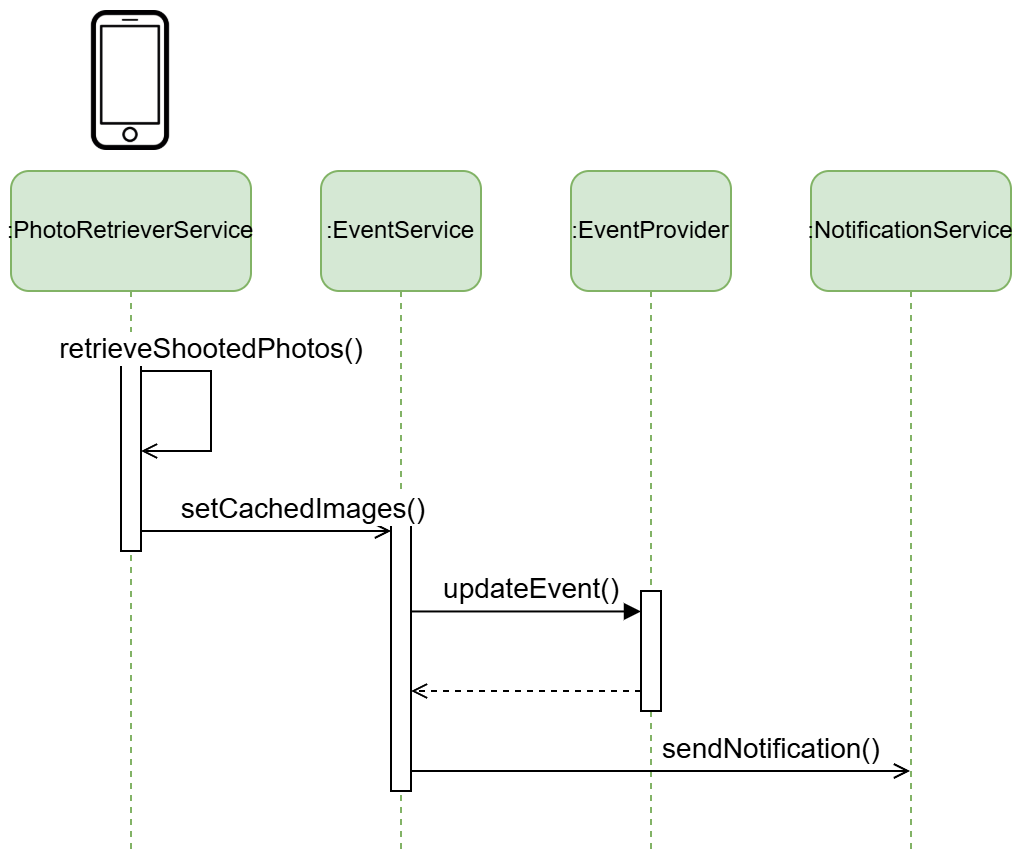 :PhotoRetrieverService
:EventService
:EventProvider
:NotificationService
retrieveShootedPhotos()
setCachedImages()
updateEvent()
sendNotification()